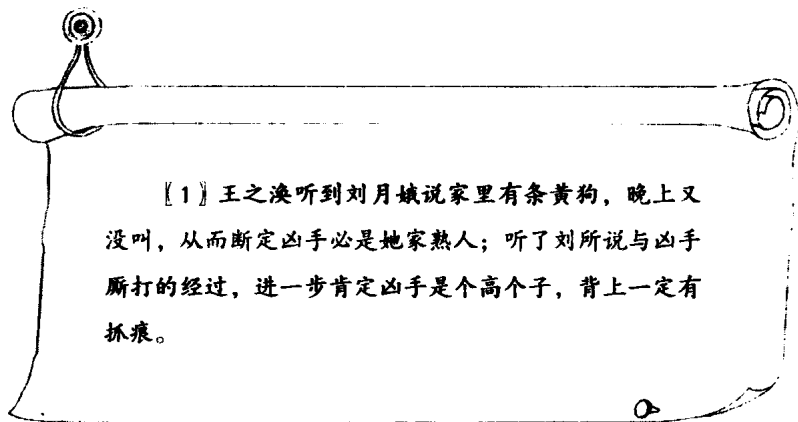 〖1〗王之涣听到刘月娥说家里有条黄狗，晚上又
没叫，从而断定凶手必是她家熟人；听了刘所说与凶手
厮打的经过，进一步肯定凶手是个高个子，背上一定有
抓痕。